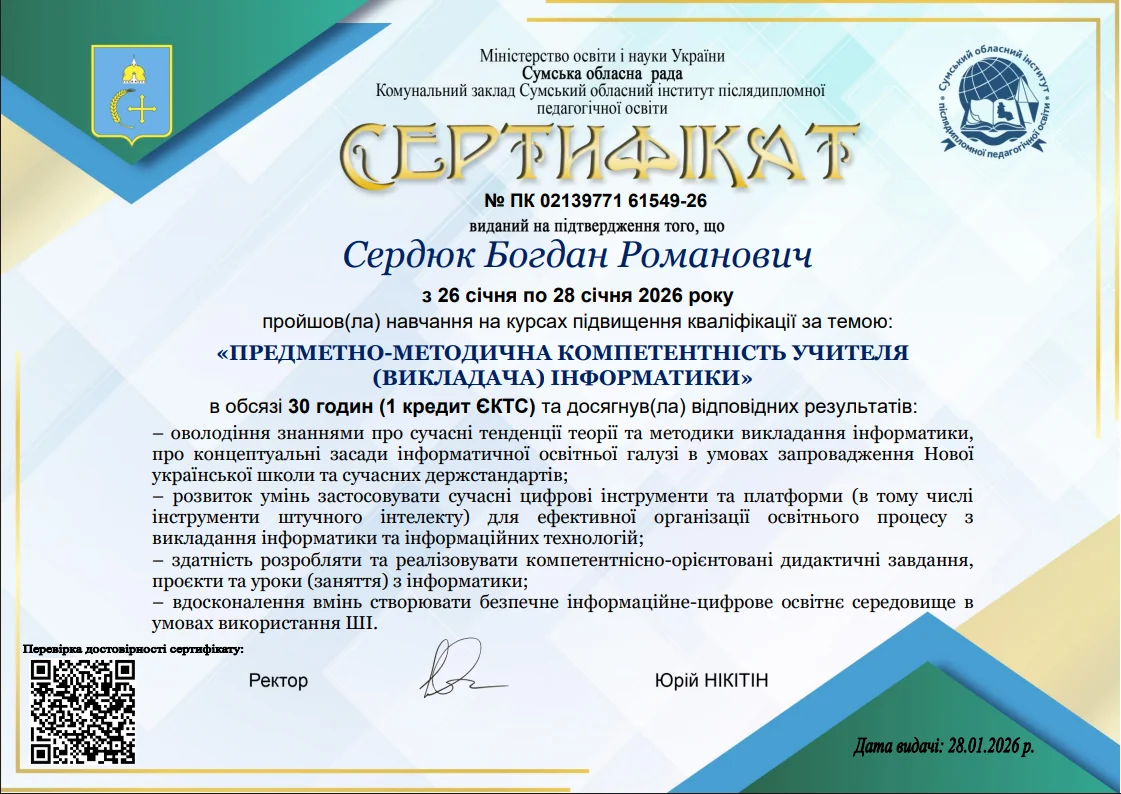 Міністерство освіти і науки України
Сумська обласна рада
Комунальний заклад Сумський обласний інститут післядипломної
педагогічної освіти
Сумський обласний інститут
післядипломної педагогічної освіти
СЕРТИФІКАТ
№ ПК 02139771 61549-26
виданий на підтвердження того, що
Сердюк Богдан Романович
з 26 січня по 28 січня 2026 року
пройшов(ла) навчання на курсах підвищення кваліфікації за темою:
«ПРЕДМЕТНО-МЕТОДИЧНА КОМПЕТЕНТНІСТЬ УЧИТЕЛЯ
(ВИКЛАДАЧА) ІНФОРМАТИКИ»
в обсязі 30 годин (1 кредит ЄКТС) та досягнув(ла) відповідних результатів:
– оволодіння знаннями про сучасні тенденції теорії та методики викладання інформатики,
про концептуальні засади інформатичної освітньої галузі в умовах запровадження Нової
української школи та сучасних держстандартів;
– розвиток умінь застосовувати сучасні цифрові інструменти та платформи (в тому числі
інструменти штучного інтелекту) для ефективної організації освітнього процесу з
викладання інформатики та інформаційних технологій;
– здатність розробляти та реалізовувати компетентнісно-орієнтовані дидактичні завдання,
проєкти та уроки (заняття) з інформатики;
– вдосконалення вмінь створювати безпечне інформаційне-цифрове освітнє середовище в
умовах використання ШІ.
Перевірка достовірності сертифікату:
Ректор Юрій НІКІТІН
Дата видачі: 28.01.2026 р.